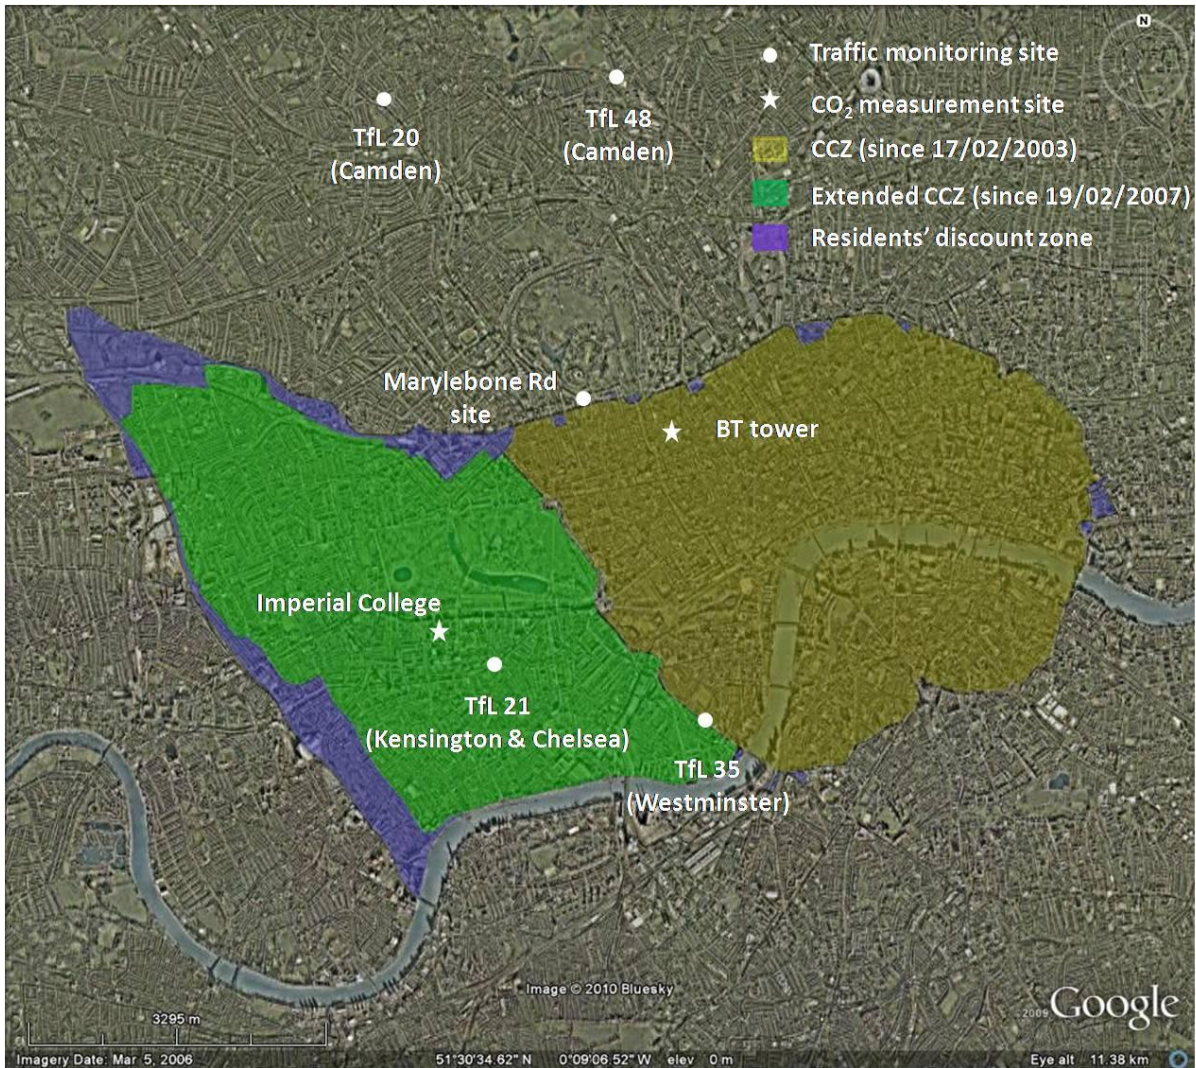 N
Traffic monitoring site
CO₂ measurement site
CCZ (since 17/02/2003)
Extended CCZ (since 19/02/2007)
Residents’ discount zone
TfL 20
(Camden)
TfL 48
(Camden)
Marylebone Rd
site
BT tower
Imperial College
TfL 21
(Kensington & Chelsea)
TfL 35
(Westminster)
Image © 2010 Bluesky
2009 Google
3295 m
Imagery Date: Mar 5, 2006
51°30'34.62" N 0°09'06.52" W elev 0 m
Eye alt 11.38 km